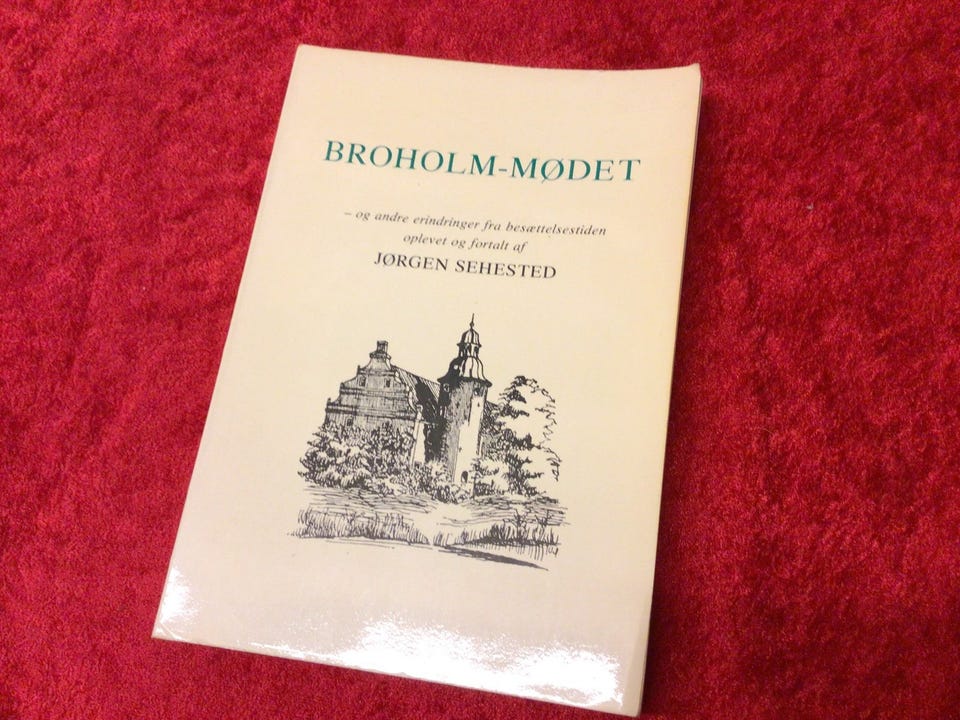 BROHOLM-MØDET
– og andre erindringer fra besættelsestiden
oplevet og fortalt af
JØRGEN SEHESTED